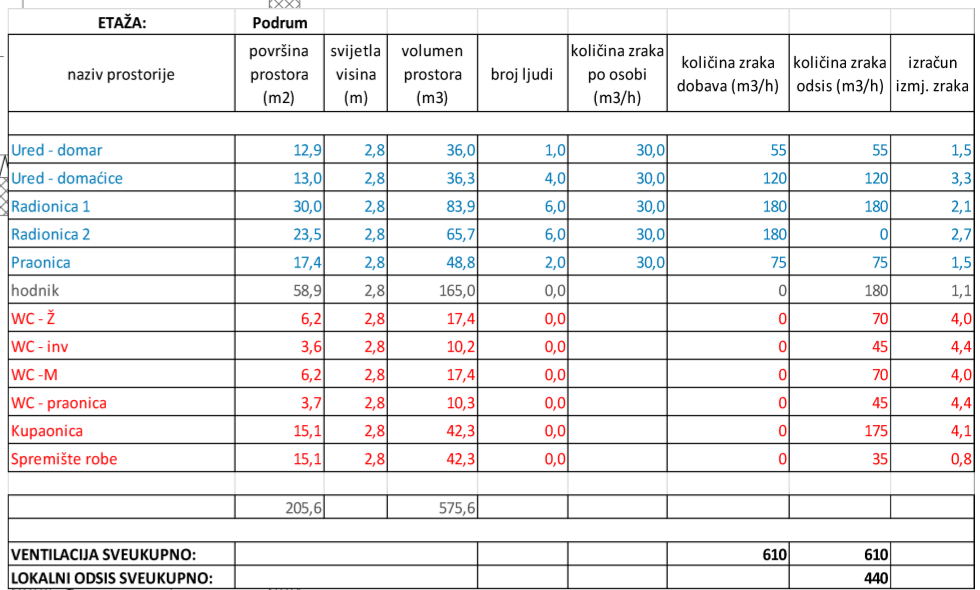 ETAŽA: Podrum
naziv prostorije površina prostora (m2) svijetla visina (m) volumen prostora (m3) broj ljudi količina zraka po osobi (m3/h) količina zraka dobava (m3/h) količina zraka odsis (m3/h) izračun izmj. zraka
Ured - domar 12,9 2,8 36,0 1,0 30,0 55 55 1,5
Ured - domaćice 13,0 2,8 36,3 4,0 30,0 120 120 3,3
Radionica 1 30,0 2,8 83,9 6,0 30,0 180 180 2,1
Radionica 2 23,5 2,8 65,7 6,0 30,0 180 0 2,7
Praonica 17,4 2,8 48,8 2,0 30,0 75 75 1,5
hodnik 58,9 2,8 165,0 0,0 0 180 1,1
WC - Ž 6,2 2,8 17,4 0,0 0 70 4,0
WC - inv 3,6 2,8 10,2 0,0 0 45 4,4
WC -M 6,2 2,8 17,4 0,0 0 70 4,0
WC - praonica 3,7 2,8 10,3 0,0 0 45 4,4
Kupaonica 15,1 2,8 42,3 0,0 0 175 4,1
Spremište robe 15,1 2,8 42,3 0,0 0 35 0,8
205,6 575,6
VENTILACIJA SVEUKUPNO: 610 610
LOKALNI ODSIS SVEUKUPNO: 440